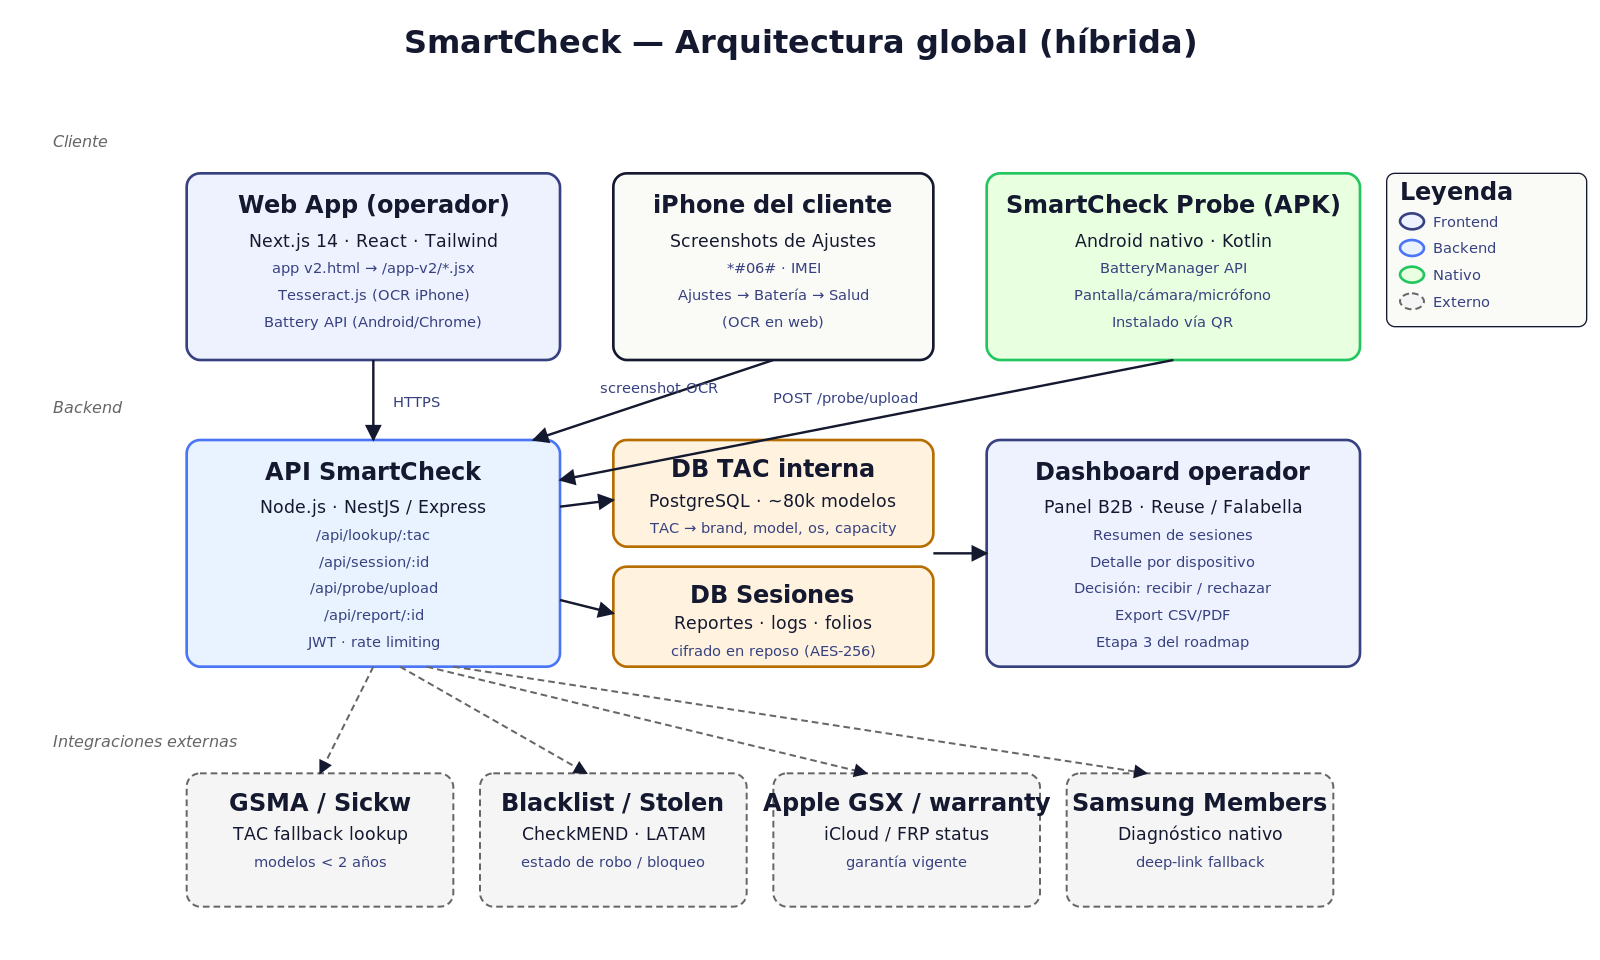 SmartCheck — Arquitectura global (híbrida)
Cliente
Web App (operador)
Next.js 14 · React · Tailwind
app v2.html → /app-v2/*.jsx
Tesseract.js (OCR iPhone)
Battery API (Android/Chrome)
iPhone del cliente
Screenshots de Ajustes
*#06# · IMEI
Ajustes → Batería → Salud
(OCR en web)
SmartCheck Probe (APK)
Android nativo · Kotlin
BatteryManager API
Pantalla/cámara/micrófono
Instalado vía QR
Leyenda
Frontend
Backend
Nativo
Externo
HTTPS
screenshot OCR
POST /probe/upload
Backend
API SmartCheck
Node.js · NestJS / Express
/api/lookup/:tac
/api/session/:id
/api/probe/upload
/api/report/:id
JWT · rate limiting
DB TAC interna
PostgreSQL · ~80k modelos
TAC → brand, model, os, capacity
DB Sesiones
Reportes · logs · folios
cifrado en reposo (AES-256)
Dashboard operador
Panel B2B · Reuse / Falabella
Resumen de sesiones
Detalle por dispositivo
Decisión: recibir / rechazar
Export CSV/PDF
Etapa 3 del roadmap
Integraciones externas
GSMA / Sickw
TAC fallback lookup
modelos < 2 años
Blacklist / Stolen
CheckMEND · LATAM
estado de robo / bloqueo
Apple GSX / warranty
iCloud / FRP status
garantía vigente
Samsung Members
Diagnóstico nativo
deep-link fallback